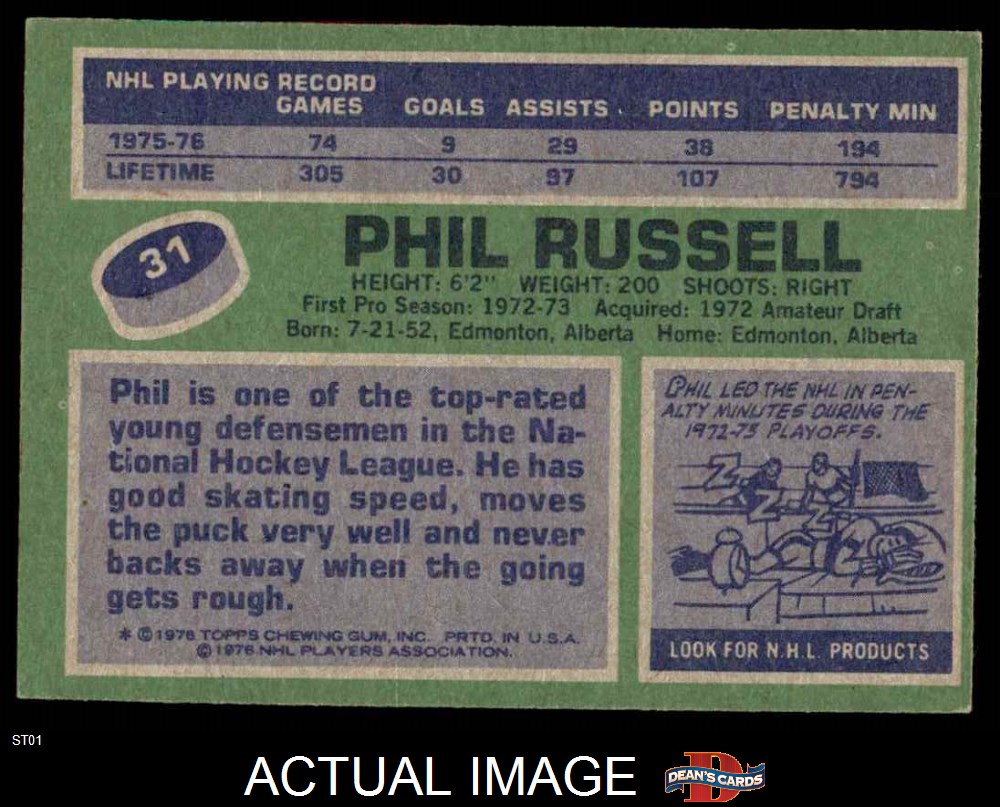 NHL PLAYING RECORD
GAMES GOALS ASSISTS POINTS PENALTY MIN
1975-76 74 9 29 38 194
LIFETIME 305 30 97 107 794
31
PHIL RUSSELL
HEIGHT: 6'2" WEIGHT: 200 SHOOTS: RIGHT
First Pro Season: 1972-73 Acquired: 1972 Amateur Draft
Born: 7-21-52, Edmonton, Alberta Home: Edmonton, Alberta
Phil is one of the top-rated
young defensemen in the Na-
tional Hockey League. He has
good skating speed, moves
the puck very well and never
backs away when the going
gets rough.
* © 1976 TOPPS CHEWING GUM, INC. PRTD. IN U.S.A.
© 1976 NHL PLAYERS ASSOCIATION.
PHIL LED THE NHL IN PEN-
ALTY MINUTES DURING THE
1972-73 PLAYOFFS.
Z
Z
Z
LOOK FOR N.H.L PRODUCTS
ST01
ACTUAL IMAGE
D
DEAN'S CARDS